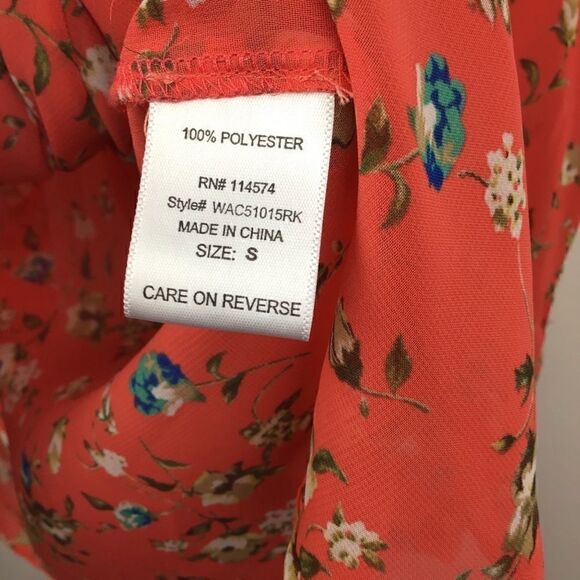 100% POLYESTER
RN# 114574
Style# WAC51015RK
MADE IN CHINA
SIZE: S
CARE ON REVERSE